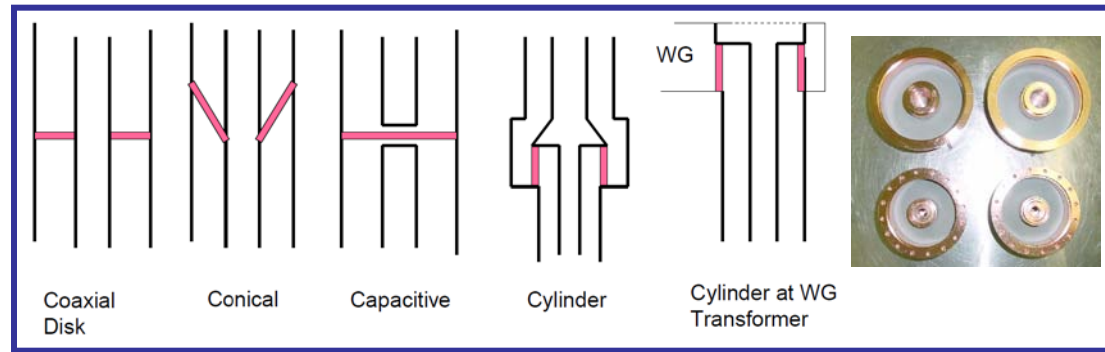 WG
Coaxial
Disk
Conical
Capacitive
Cylinder
Cylinder at WG
Transformer